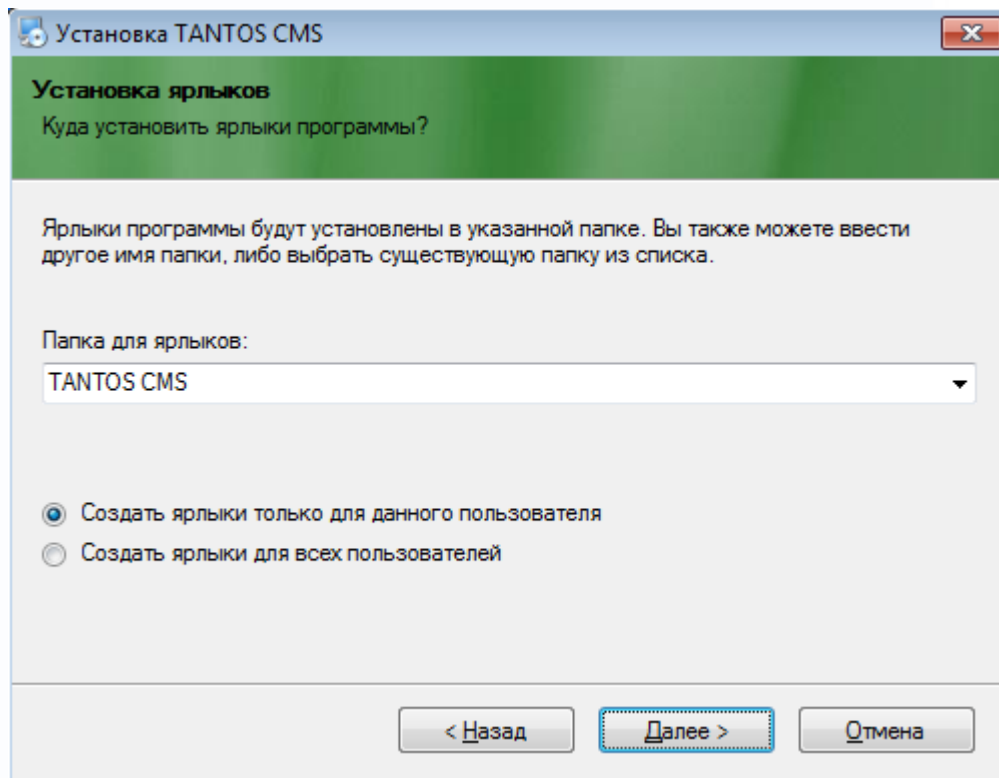 Установка TANTOS CMS
Установка ярлыков
Куда установить ярлыки программы?
Ярлыки программы будут установлены в указанной папке. Вы также можете ввести
другое имя папки, либо выбрать существующую папку из списка.
Папка для ярлыков:
TANTOS CMS
Создать ярлыки только для данного пользователя
Создать ярлыки для всех пользователей
< Назад
Далее >
Отмена